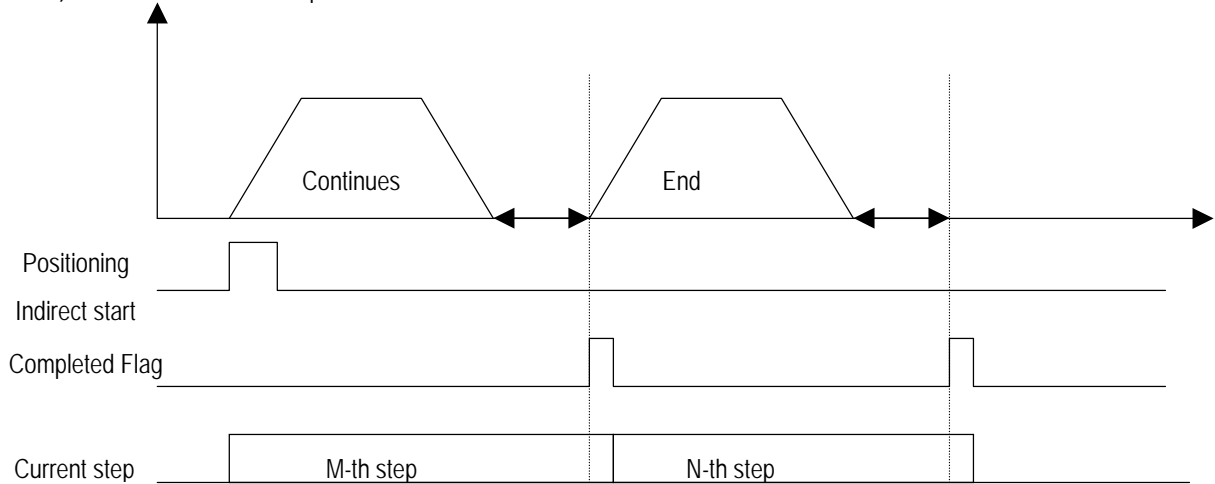 Continues
End
Positioning
Indirect start
Completed Flag
Current step
M-th step
N-th step